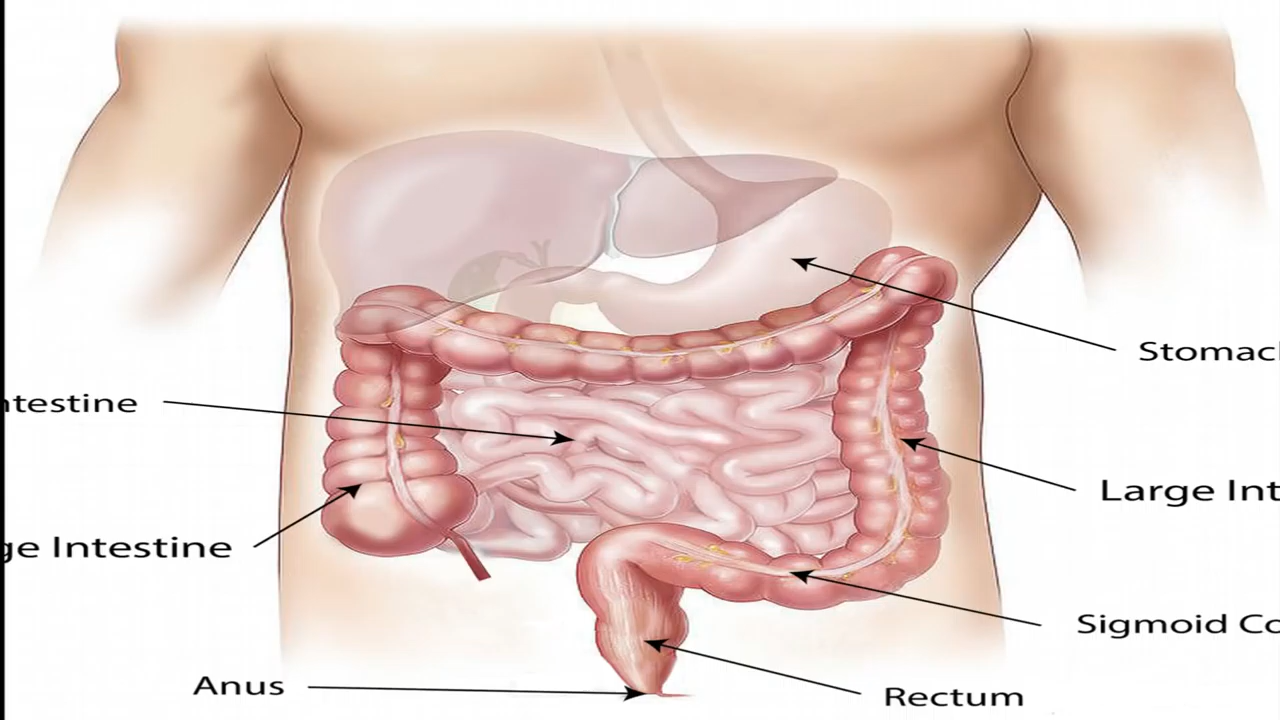 Stomac
ntestine
Large Int
ge Intestine
Sigmoid Co
Anus
Rectum